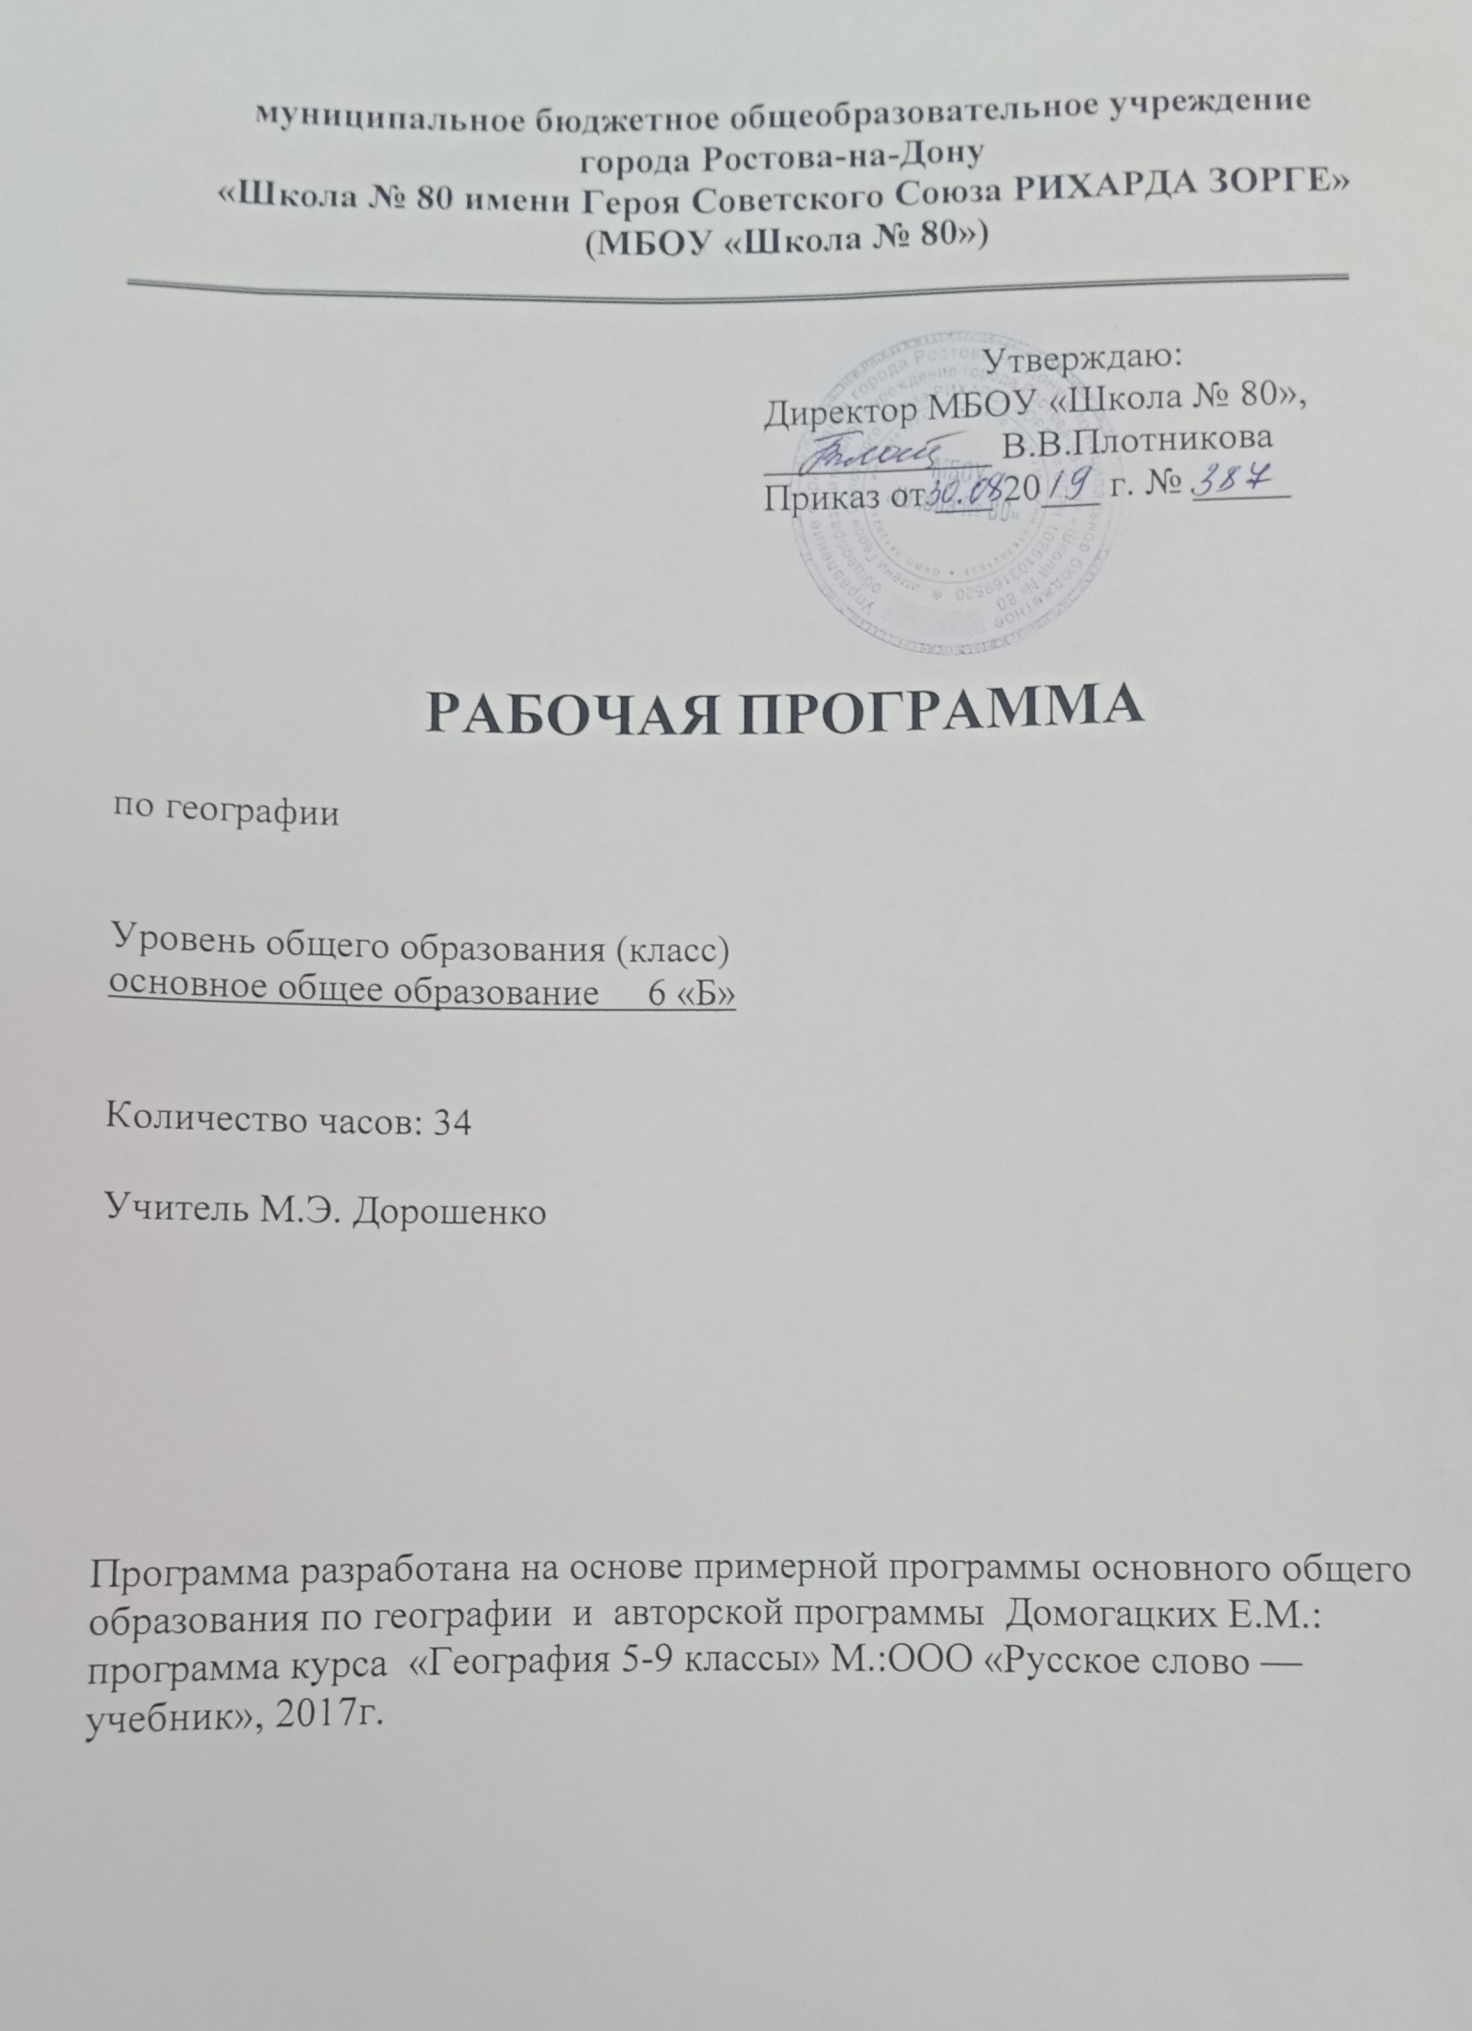 муниципальное бюджетное общеобразовательное учреждение
города Ростова-на-Дону
«Школа № 80 имени Героя Советского Союза РИХАРДА ЗОРГЕ»
(МБОУ «Школа № 80»)
Утверждаю:
Директор МБОУ «Школа № 80»,
В.В.Плотникова
Приказ от 30.08 2019 г. № 387
РАБОЧАЯ ПРОГРАММА
по географии
Уровень общего образования (класс)
основное общее образование 6 «Б»
Количество часов: 34
Учитель М.Э. Дорошенко
Программа разработана на основе примерной программы основного общего
образования по географии и авторской программы Домогацких Е.М.:
программа курса «География 5-9 классы» М.:ООО «Русское слово —
учебник», 2017г.